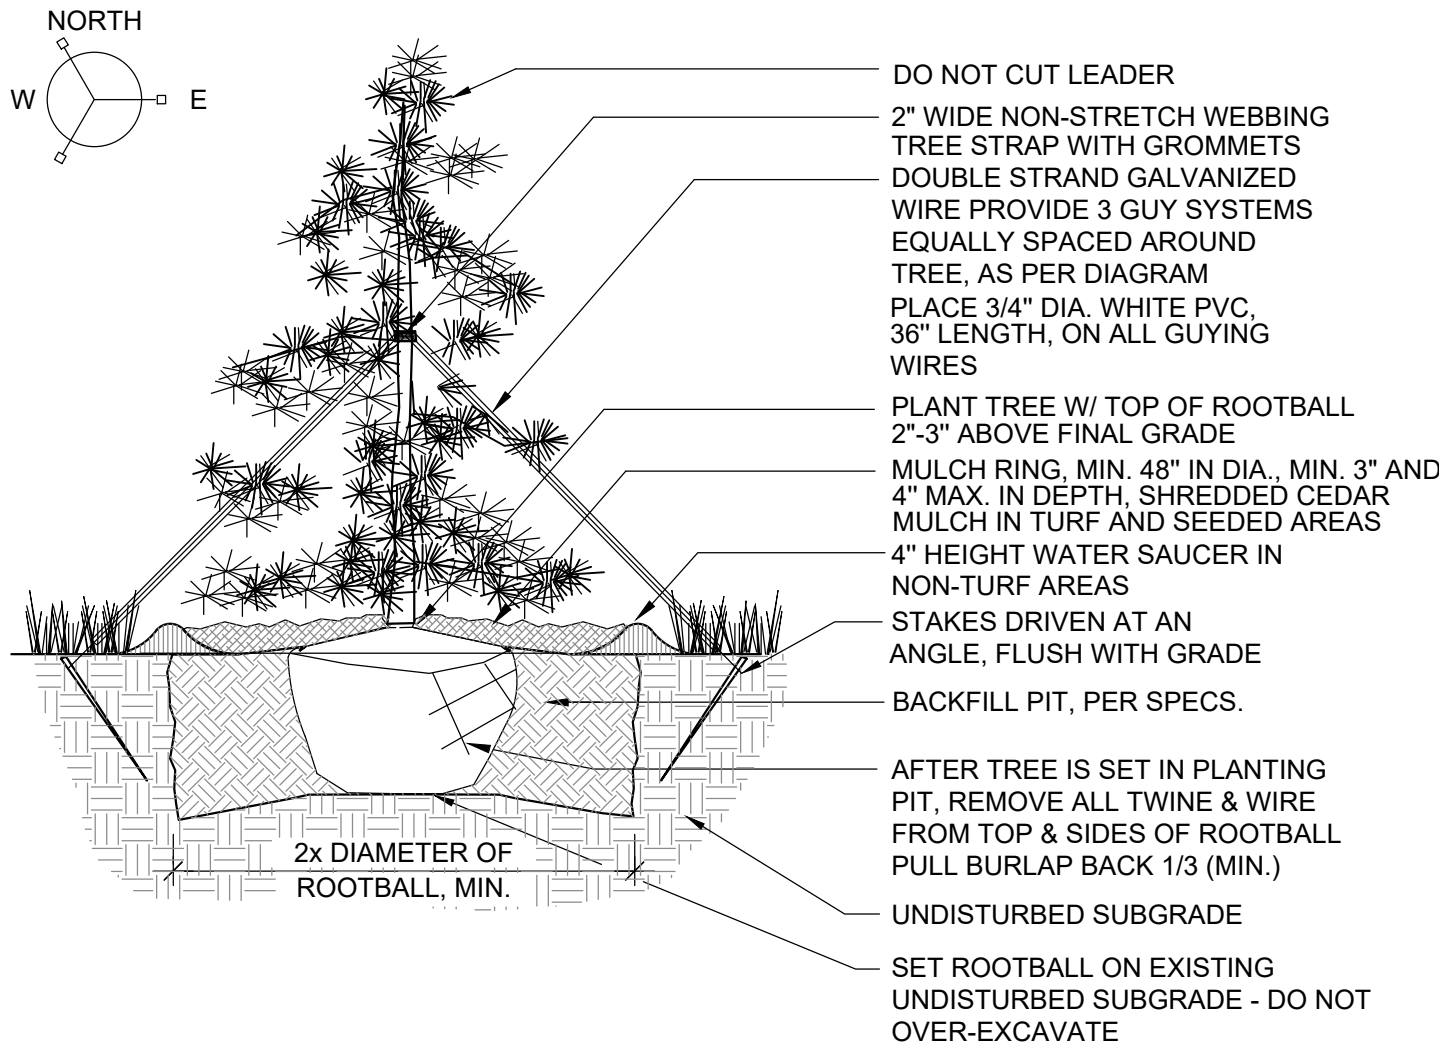 NORTH
W
E
DO NOT CUT LEADER
2" WIDE NON-STRETCH WEBBING
TREE STRAP WITH GROMMETS
DOUBLE STRAND GALVANIZED
WIRE PROVIDE 3 GUY SYSTEMS
EQUALLY SPACED AROUND
TREE, AS PER DIAGRAM
PLACE 3/4" DIA. WHITE PVC,
36" LENGTH, ON ALL GUYING
WIRES
PLANT TREE W/ TOP OF ROOTBALL
2"-3" ABOVE FINAL GRADE
MULCH RING, MIN. 48" IN DIA., MIN. 3" AND
4" MAX. IN DEPTH, SHREDDED CEDAR
MULCH IN TURF AND SEEDED AREAS
4" HEIGHT WATER SAUCER IN
NON-TURF AREAS
STAKES DRIVEN AT AN
ANGLE, FLUSH WITH GRADE
BACKFILL PIT, PER SPECS.
AFTER TREE IS SET IN PLANTING
PIT, REMOVE ALL TWINE & WIRE
FROM TOP & SIDES OF ROOTBALL
PULL BURLAP BACK 1/3 (MIN.)
2x DIAMETER OF
ROOTBALL, MIN.
UNDISTURBED SUBGRADE
SET ROOTBALL ON EXISTING
UNDISTURBED SUBGRADE - DO NOT
OVER-EXCAVATE